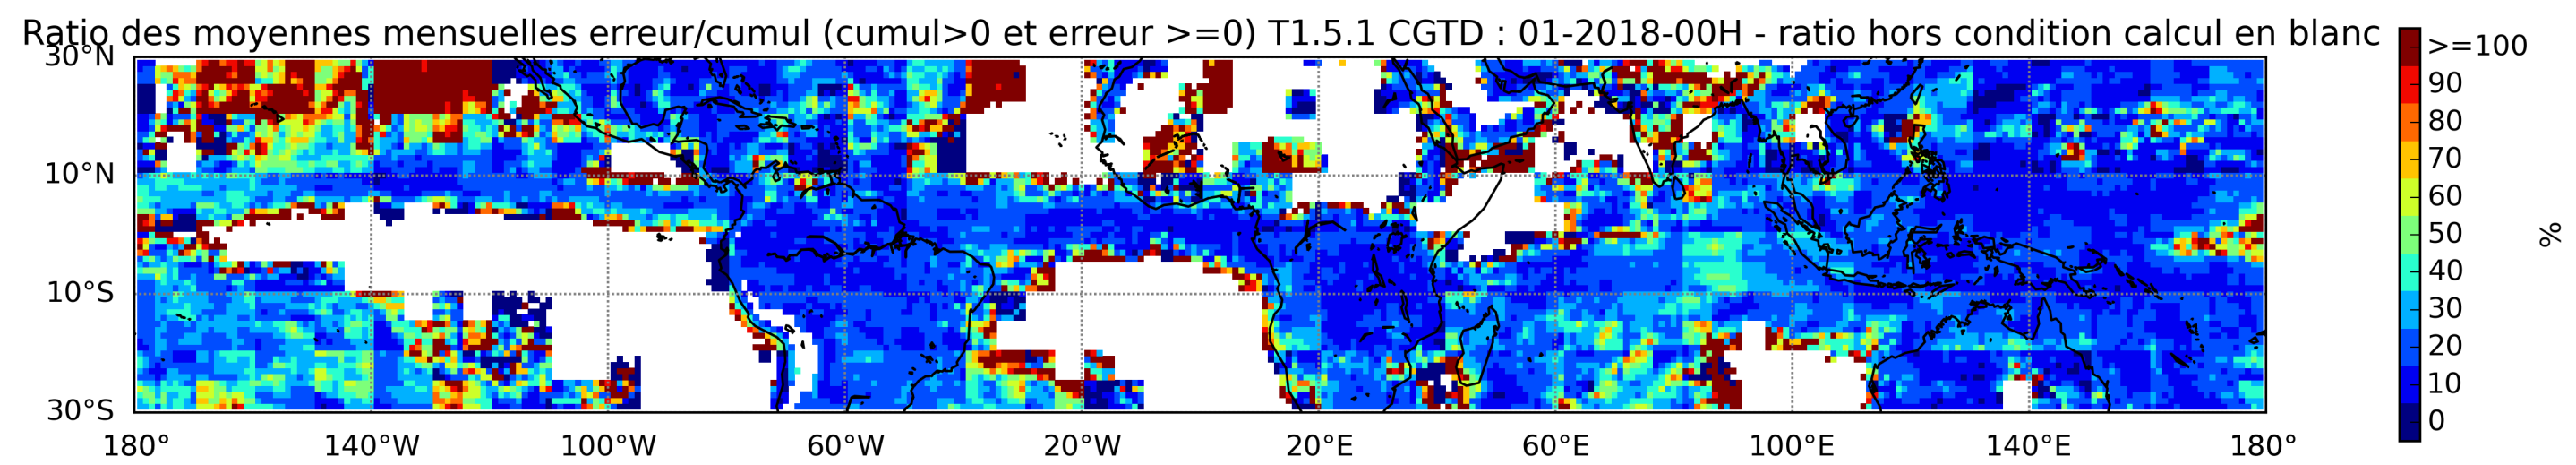 Ratio des moyennes mensuelles erreur/cumul (cumul>0 et erreur >=0) T1.5.1 CGTD : 01-2018-00H - ratio hors condition calcul en blanc
30°N
10°N
10°S
30°S
180° 140°W 100°W 60°W 20°W 20°E 60°E 100°E 140°E 180°
>=100
90
80
70
60
50
40
30
20
10
0
%